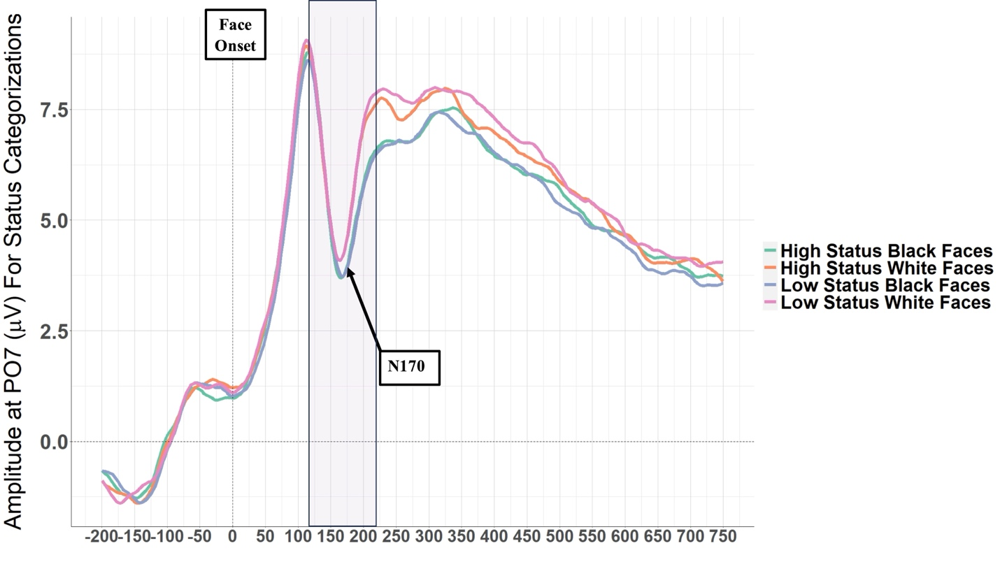 Face
Onset
Amplitude at PO7 (µV) For Status Categorizations
7.5
5.0
2.5
0.0
N170
High Status Black Faces
High Status White Faces
Low Status Black Faces
Low Status White Faces
-200 -150 -100 -50 0 50 100 150 200 250 300 350 400 450 500 550 600 650 700 750